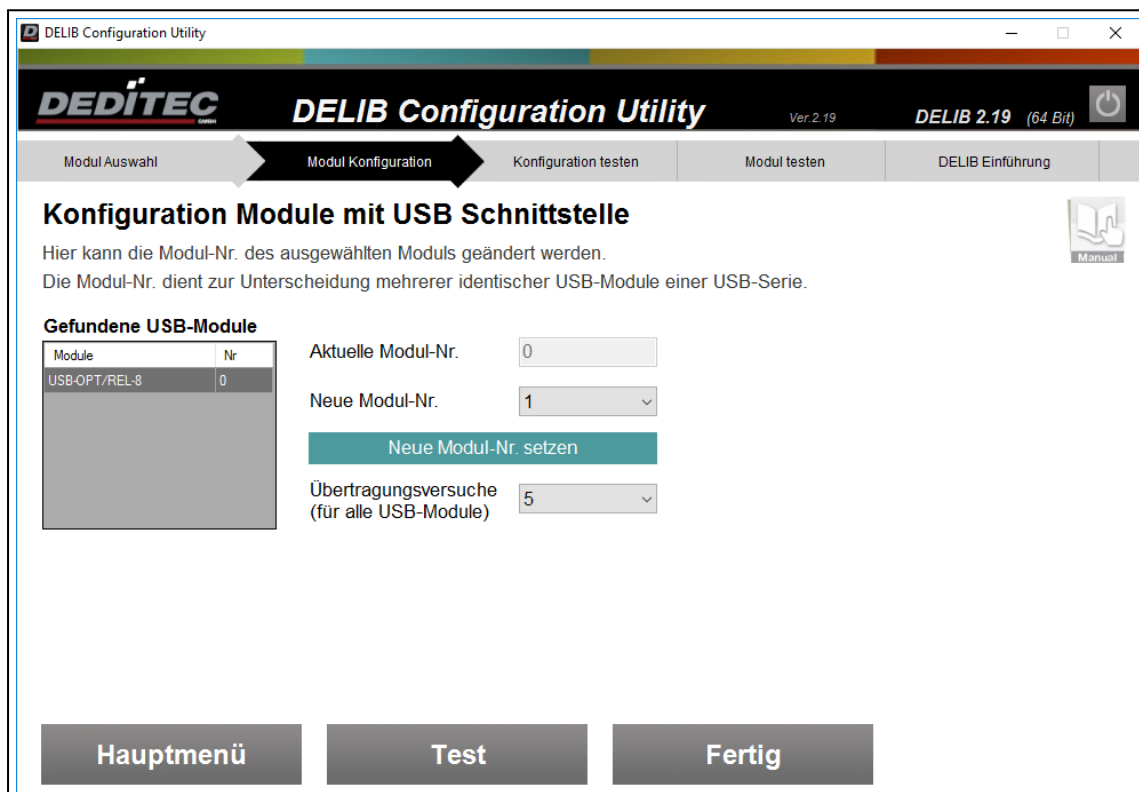 DELIB Configuration Utility
DEDITEC
GMBH
DELIB Configuration Utility
Ver.2.19
DELIB 2.19 (64 Bit)
Modul Auswahl
Modul Konfiguration
Konfiguration testen
Modul testen
DELIB Einführung
Konfiguration Module mit USB Schnittstelle
Manual
Hier kann die Modul-Nr. des ausgewählten Moduls geändert werden.
Die Modul-Nr. dient zur Unterscheidung mehrerer identischer USB-Module einer USB-Serie.
Gefundene USB-Module
Module Nr
USB-OPT/REL-8 0
Aktuelle Modul-Nr. 0
Neue Modul-Nr. 1
Neue Modul-Nr. setzen
Übertragungsversuche
(für alle USB-Module)
5
Hauptmenü
Test
Fertig